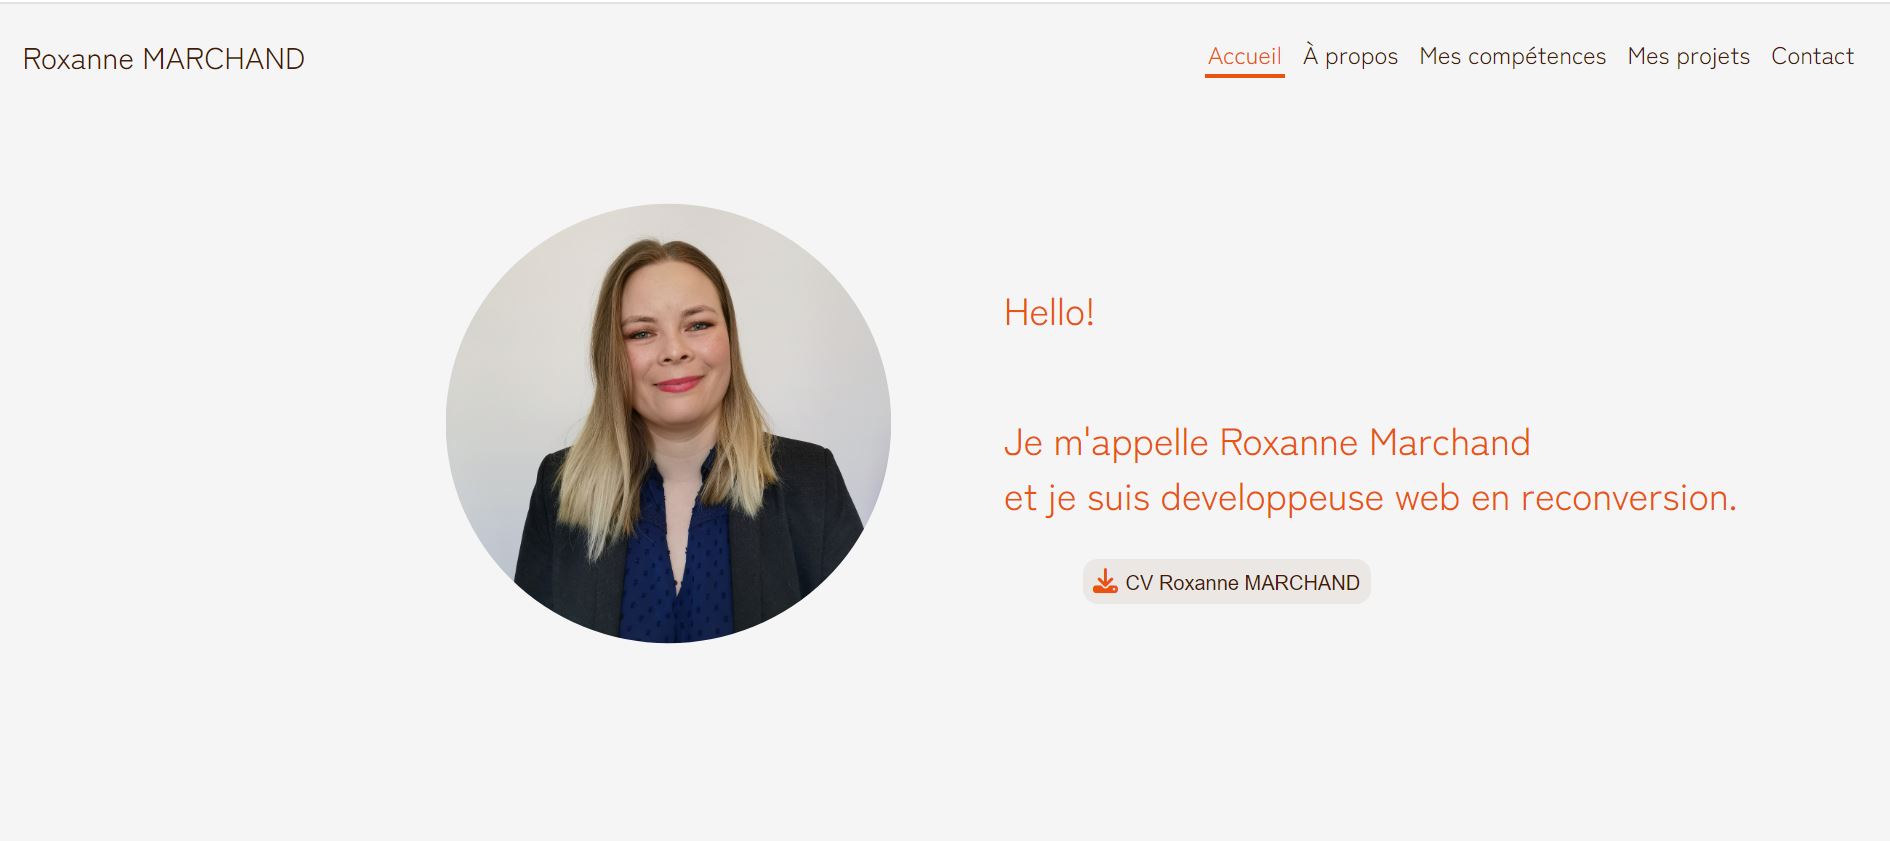 Roxanne MARCHAND
Accueil À propos Mes compétences Mes projets Contact
Hello!
Je m'appelle Roxanne Marchand
et je suis developpeuse web en reconversion.
CV Roxanne MARCHAND